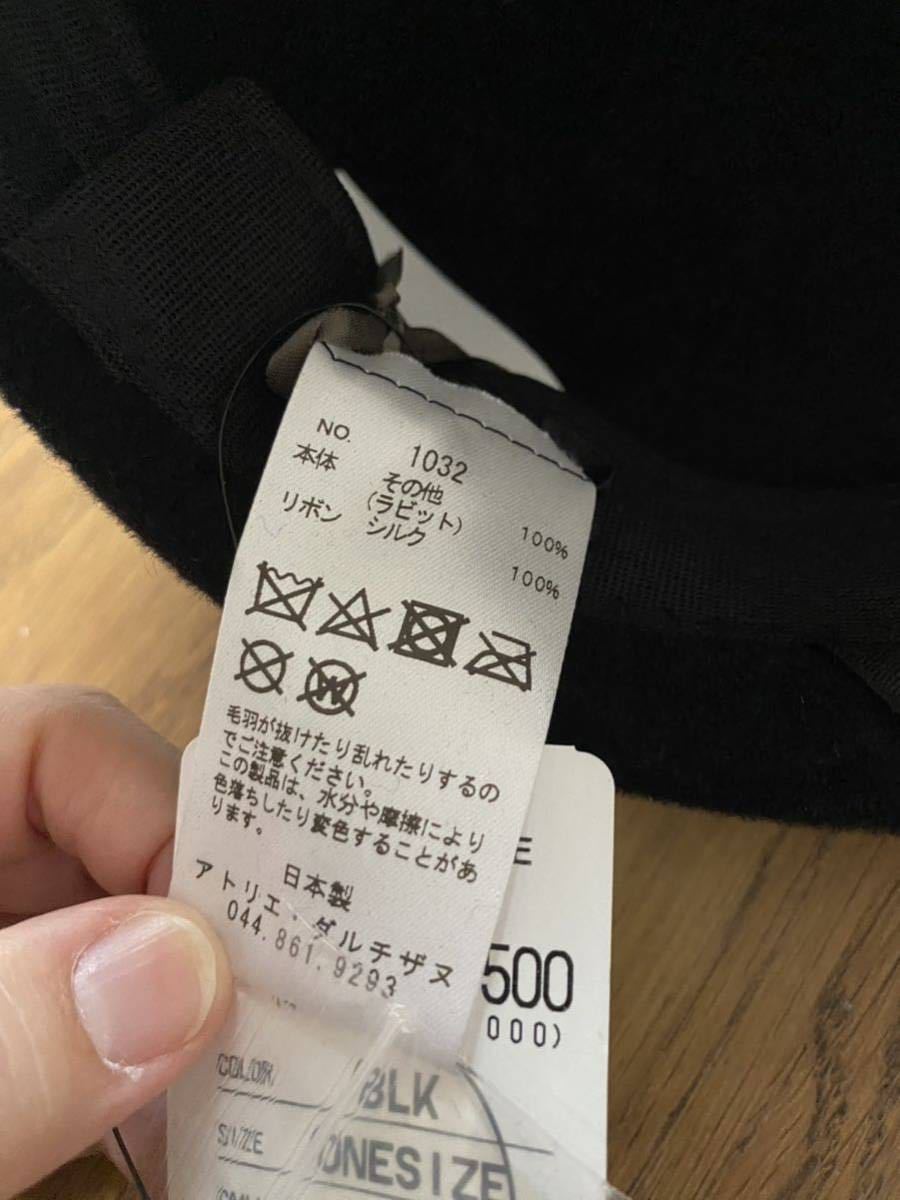 NO. 1032
本体 その他
(ラビット) 100%
リボン シルク 100%
毛羽が抜けたり乱れたりするの
でご注意ください。
この製品は、水分や摩擦により
色落ちしたり変色することがあ
ります。
日本製
アトリエ・ダルチザヌ
044.861.9293
E
500
000)
COLOR BLK
SIZE ONESIZE